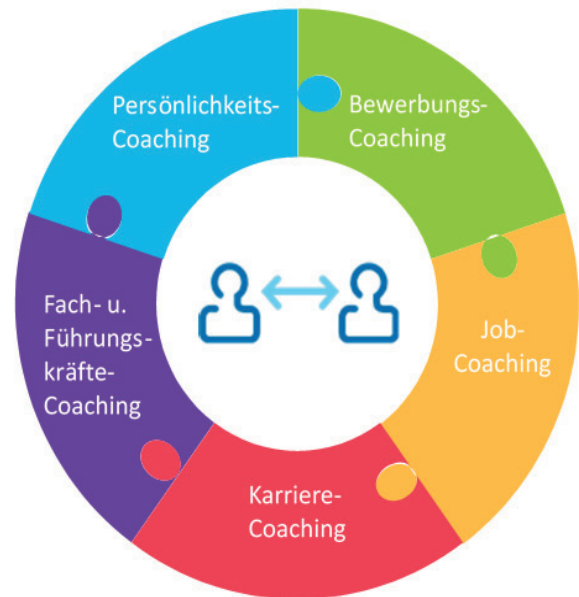 Persönlichkeits-
Coaching
Bewerbungs-
Coaching
Job-
Coaching
Karriere-
Coaching
Fach- u.
Führungs-
kräfte-
Coaching